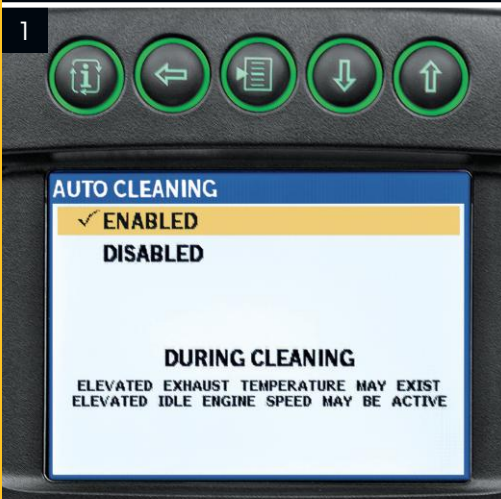 1
AUTO CLEANING
✓ ENABLED
DISABLED
DURING CLEANING
ELEVATED EXHAUST TEMPERATURE MAY EXIST
ELEVATED IDLE ENGINE SPEED MAY BE ACTIVE